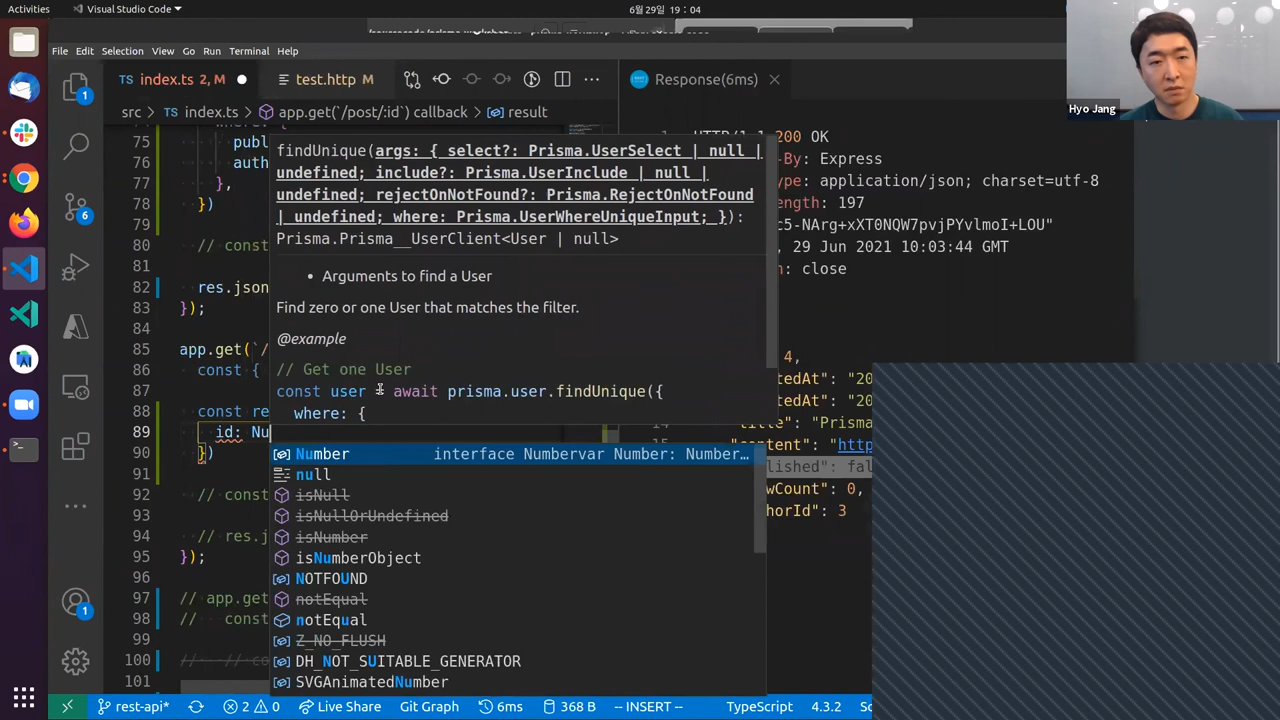 Activities
Visual Studio Code
6월29일 19 : 04
File Edit Selection View Go Run Terminal Help
index.ts 2, M
test.http M
Response(6ms)
src > index.ts > app.get(`/post/:id`) callback > result
Hyo Jang
75 publ
76 auth
77 },
78 })
79
80 // const
81
82 res.json
83 });
84
85 app.get(`/
86 const {
87
88 const re
89 id: Nu
90 })
91
92 // const
93
94 // res.j
95 });
96
97 // app.get
98 // const
99
100 // // co
101
findUnique(args: { select?: Prisma.UserSelect | null |
undefined; include?: Prisma.UserInclude | null |
undefined; rejectOnNotFound?: Prisma.RejectOnNotFound
| undefined; where: Prisma.UserWhereUniqueInput; }):
Prisma.Prisma__UserClient<User | null>
• Arguments to find a User
Find zero or one User that matches the filter.
@example
// Get one User
const user = await prisma.user.findUnique({
where: {
Number interface Numbervar Number: Number…
null
isNull
isNullOrUndefined
isNumber
isNumberObject
NOTFOUND
notEqual
notEqual
Z_NO_FLUSH
DH_NOT_SUITABLE_GENERATOR
SVGAnimatedNumber
HTTP/1.1 200 OK
-By: Express
ype: application/json; charset=utf-8
ength: 197
c5-NArg+xXT0NQW7pvjPYvlmoI+LOU"
, 29 Jun 2021 10:03:44 GMT
n: close
4,
tedAt": "20
tedAt": "20
14 title": "Prism
15 "content": "http
lished": fal
wCount": 0,
horId": 3
1
6
1
rest-api* 2 0 Live Share 6ms 368 B -- INSERT -- TypeScript 4.3.2